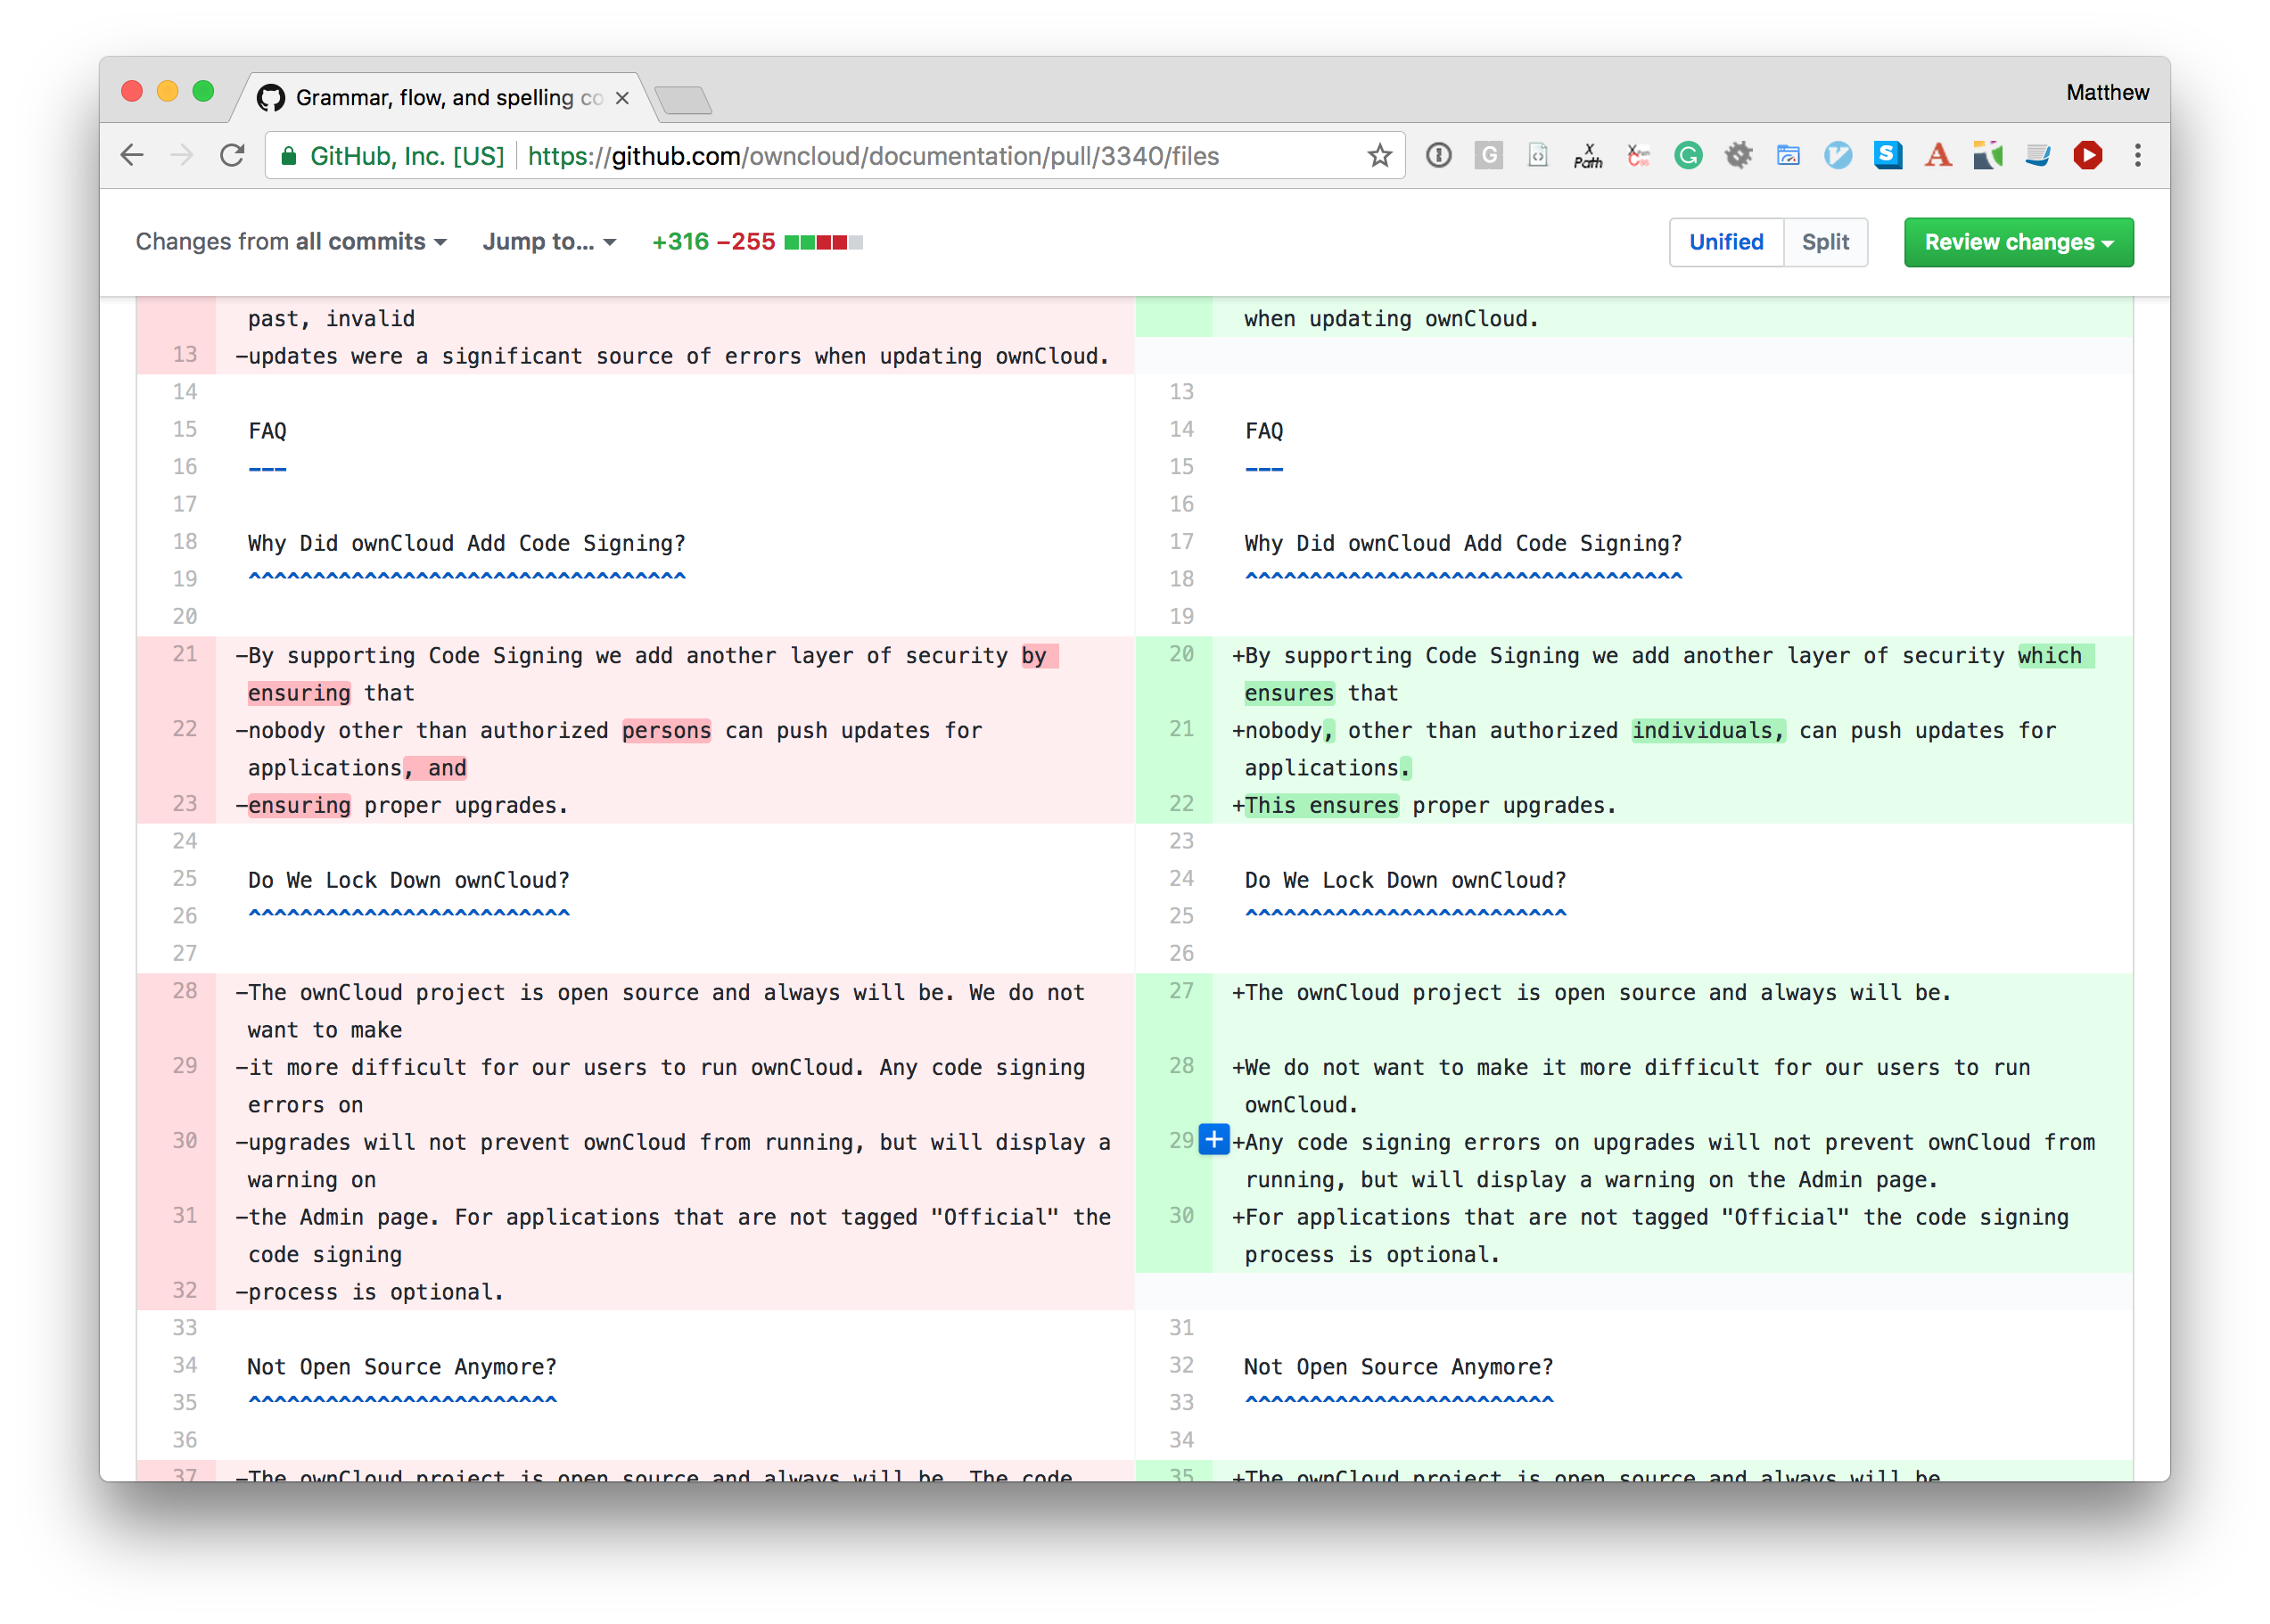 Grammar, flow, and spelling co
Matthew
GitHub, Inc. [US] https://github.com/owncloud/documentation/pull/3340/files
X Path
Changes from all commits Jump to... +316 −255 Unified Split Review changes
past, invalid
13 −updates were a significant source of errors when updating ownCloud.
14
15 FAQ
16 ---
17
18 Why Did ownCloud Add Code Signing?
19 ^^^^^^^^^^^^^^^^^^^^^^^^^^^^^^^^^^
20
21 −By supporting Code Signing we add another layer of security by
ensuring that
22 −nobody other than authorized persons can push updates for
applications, and
23 −ensuring proper upgrades.
24
25 Do We Lock Down ownCloud?
26 ^^^^^^^^^^^^^^^^^^^^^^^^^
27
28 −The ownCloud project is open source and always will be. We do not
want to make
29 −it more difficult for our users to run ownCloud. Any code signing
errors on
30 −upgrades will not prevent ownCloud from running, but will display a
warning on
31 −the Admin page. For applications that are not tagged "Official" the
code signing
32 −process is optional.
33
34 Not Open Source Anymore?
35 ^^^^^^^^^^^^^^^^^^^^^^^^
36
37 −The ownCloud project is open source and always will be. The code
when updating ownCloud.
13
14 FAQ
15 ---
16
17 Why Did ownCloud Add Code Signing?
18 ^^^^^^^^^^^^^^^^^^^^^^^^^^^^^^^^^^
19
20 +By supporting Code Signing we add another layer of security which
ensures that
21 +nobody, other than authorized individuals, can push updates for
applications.
22 +This ensures proper upgrades.
23
24 Do We Lock Down ownCloud?
25 ^^^^^^^^^^^^^^^^^^^^^^^^^
26
27 +The ownCloud project is open source and always will be.
28 +We do not want to make it more difficult for our users to run
ownCloud.
29 +Any code signing errors on upgrades will not prevent ownCloud from
running, but will display a warning on the Admin page.
30 +For applications that are not tagged "Official" the code signing
process is optional.
31
32 Not Open Source Anymore?
33 ^^^^^^^^^^^^^^^^^^^^^^^^
34
35 +The ownCloud project is open source and always will be.